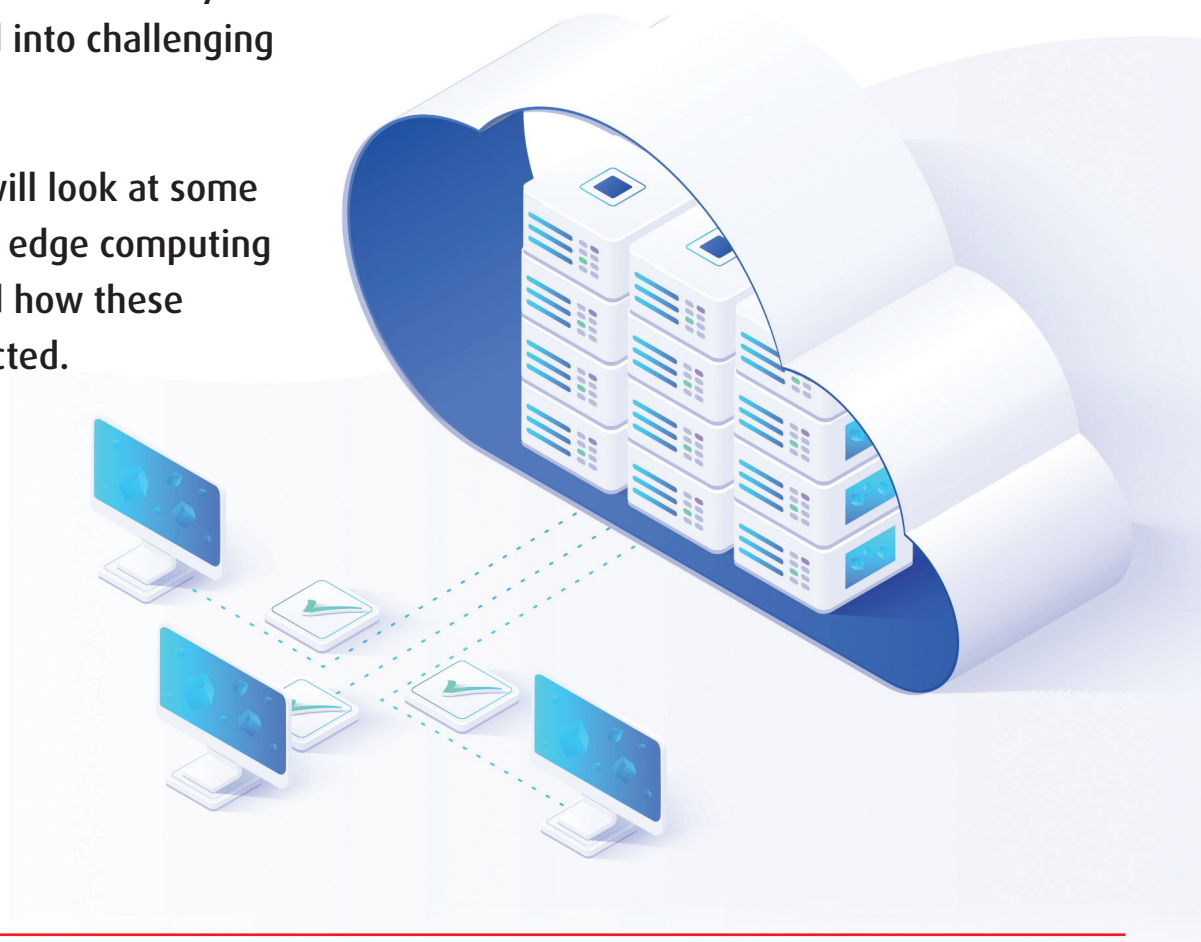 into challenging
will look at some
edge computing
how these
cted.